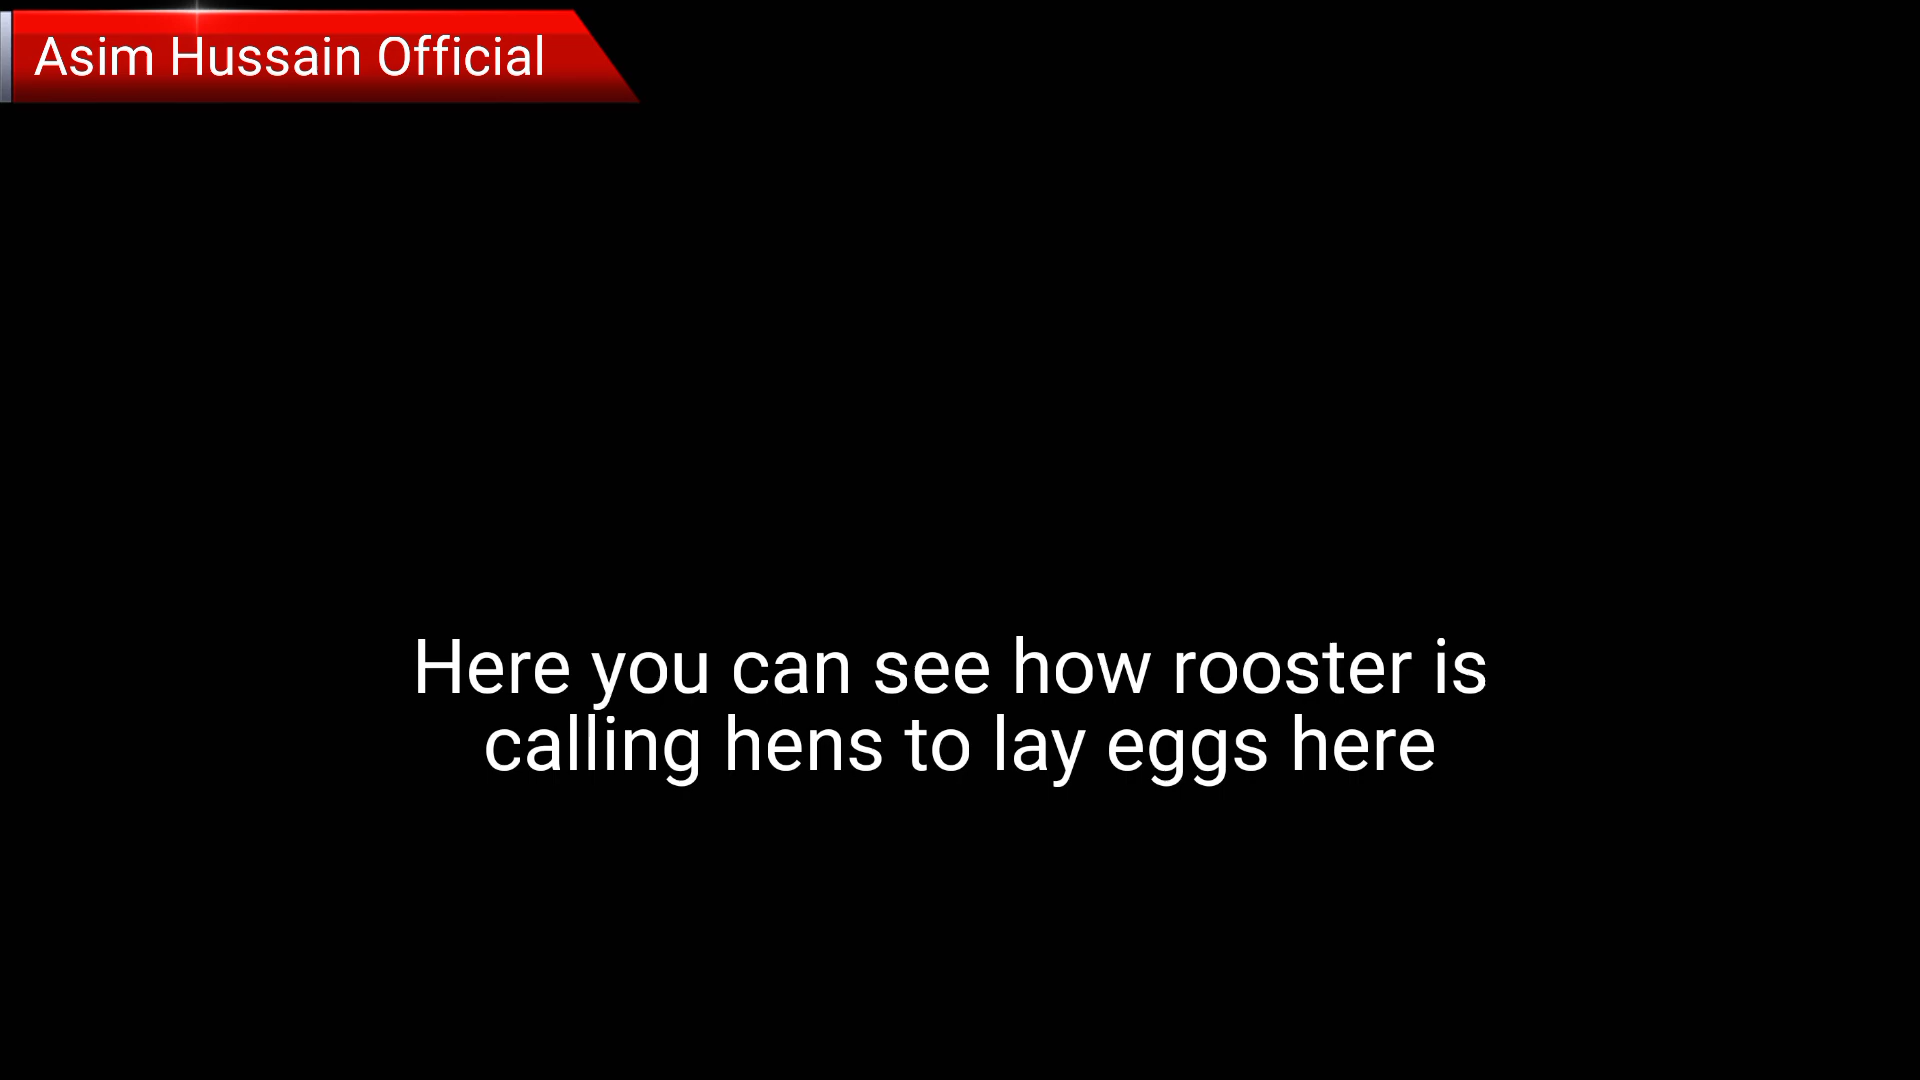 Asim Hussain Official
Here you can see how rooster is
calling hens to lay eggs here